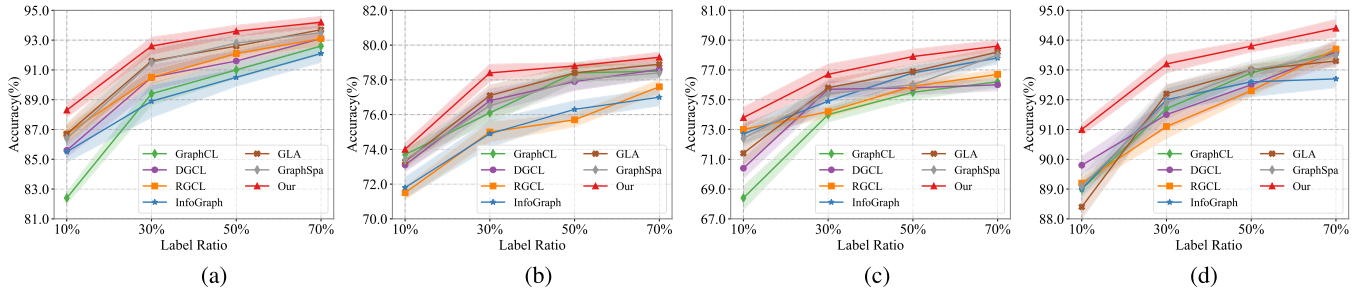 95.0
93.0
91.0
89.0
87.0
85.0
83.0
81.0
Accuracy(%)
10% 30% 50% 70%
Label Ratio
GraphCL GLA
DGCL GraphSpa
RGCL Our
InfoGraph
(a)
82.0
80.0
78.0
76.0
74.0
72.0
70.0
Accuracy(%)
10% 30% 50% 70%
Label Ratio
GraphCL GLA
DGCL GraphSpa
RGCL Our
InfoGraph
(b)
81.0
79.0
77.0
75.0
73.0
71.0
69.0
67.0
Accuracy(%)
10% 30% 50% 70%
Label Ratio
GraphCL GLA
DGCL GraphSpa
RGCL Our
InfoGraph
(c)
95.0
94.0
93.0
92.0
91.0
90.0
89.0
88.0
Accuracy(%)
10% 30% 50% 70%
Label Ratio
GraphCL GLA
DGCL GraphSpa
RGCL Our
InfoGraph
(d)